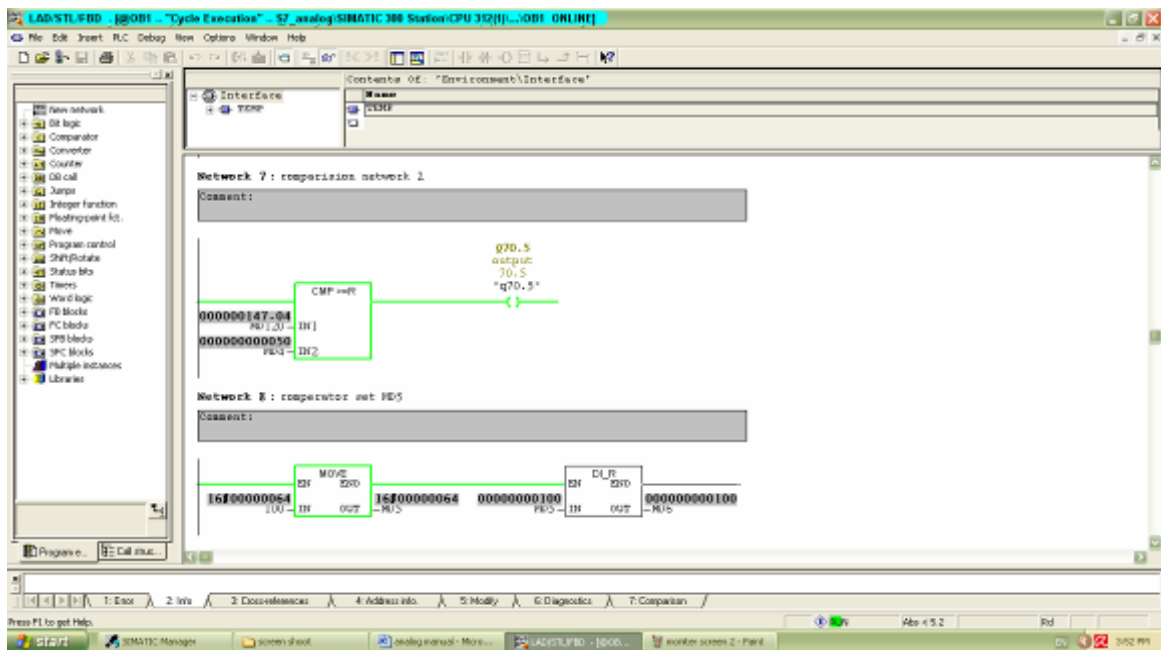 LAD/STL/FBD - [@OB1 -- "Cycle Execution" -- S7_analog\SIMATIC 300 Station\CPU 312(1)\...\OB1 ONLINE]
File Edit Insert PLC Debug View Options Window Help
Contents Of: 'Environment\Interface'
Interface
Name
TEMP
TEMP
New network
Bit logic
Comparator
Converter
Counter
DB call
Jumps
Integer function
Floating-point fct.
Move
Program control
Shift/Rotate
Status bits
Timers
Word logic
FB blocks
FC blocks
SFB blocks
SFC blocks
Multiple instances
Libraries
Network 7 : comparision network 2
Comment:
Q70.5
output
70.5
"q70.5"
CMP >=R
000000147.04
MD120
IN1
000000000050
IN2
Network 8 : comperator set MD5
Comment:
MOVE
EN ENO
16#00000064
100
IN OUT
16#00000064
MD5
DI_R
EN ENO
00000000100
MD5
IN OUT
000000000100
MD6
Program e... Call struc...
1: Error 2: Info 3: Cross-references 4: Address info. 5: Modify 6: Diagnostics 7: Comparison
Press F1 to get Help.
RUN
Abs < 5.2
Rd
start
SIMATIC Manager
screen shoot
analog manual - Micro...
LAD/STL/FBD - [@OB...
moniter screen 2 - Paint
EN
3:52 PM